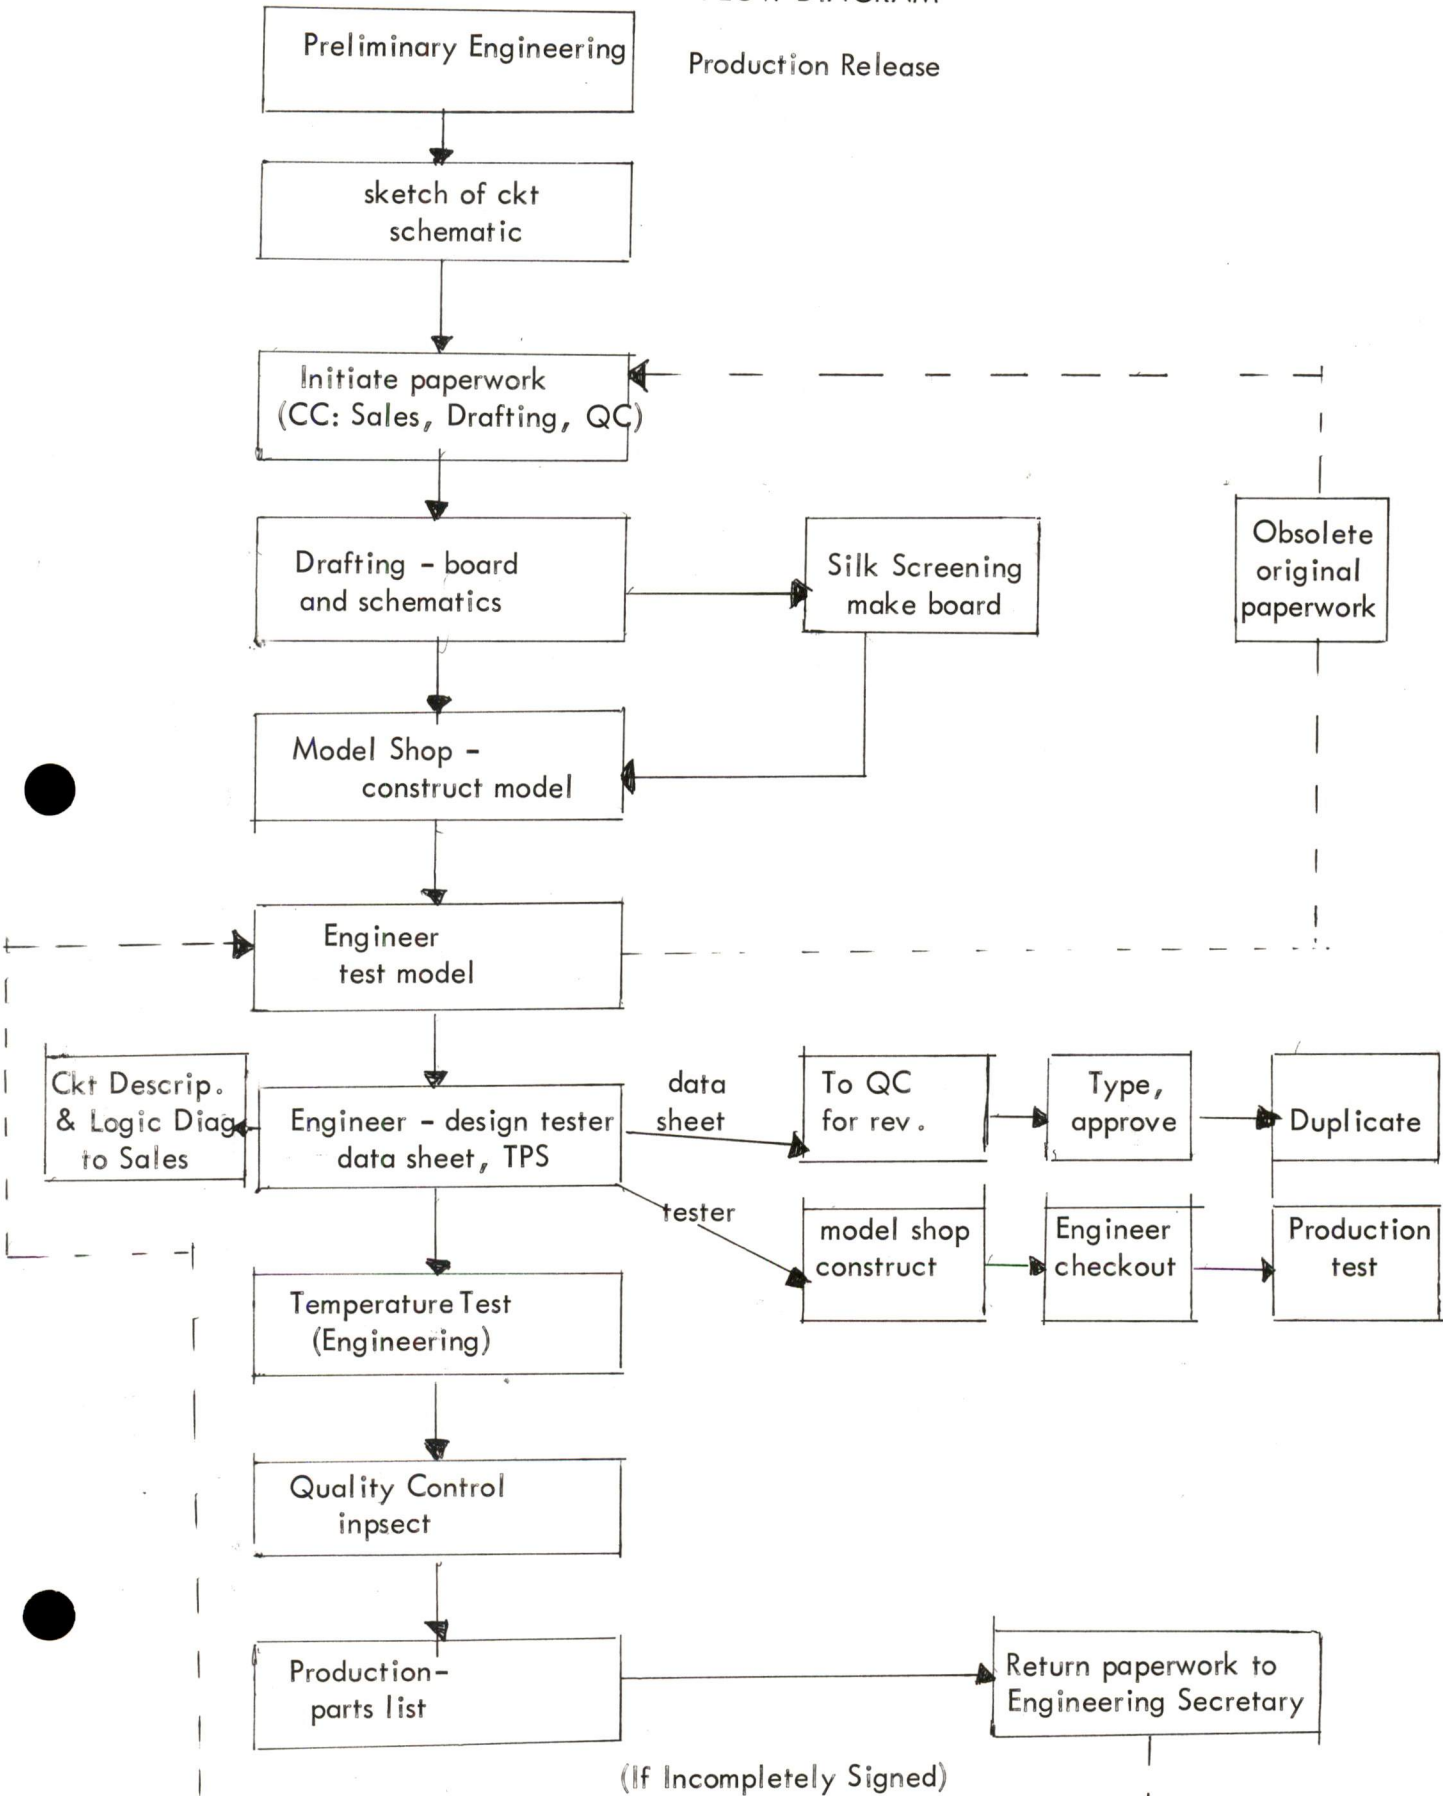 FLOW DIAGRAM
Production Release
Preliminary Engineering
sketch of ckt
schematic
Initiate paperwork
(CC: Sales, Drafting, QC)
Drafting - board
and schematics
Silk Screening
make board
Obsolete
original
paperwork
Model Shop -
construct model
Engineer
test model
Ckt Descrip.
& Logic Diag
to Sales
Engineer - design tester
data sheet, TPS
data
sheet
To QC
for rev.
Type,
approve
Duplicate
tester
model shop
construct
Engineer
checkout
Production
test
Temperature Test
(Engineering)
Quality Control
inpsect
Production-
parts list
Return paperwork to
Engineering Secretary
(If Incompletely Signed)